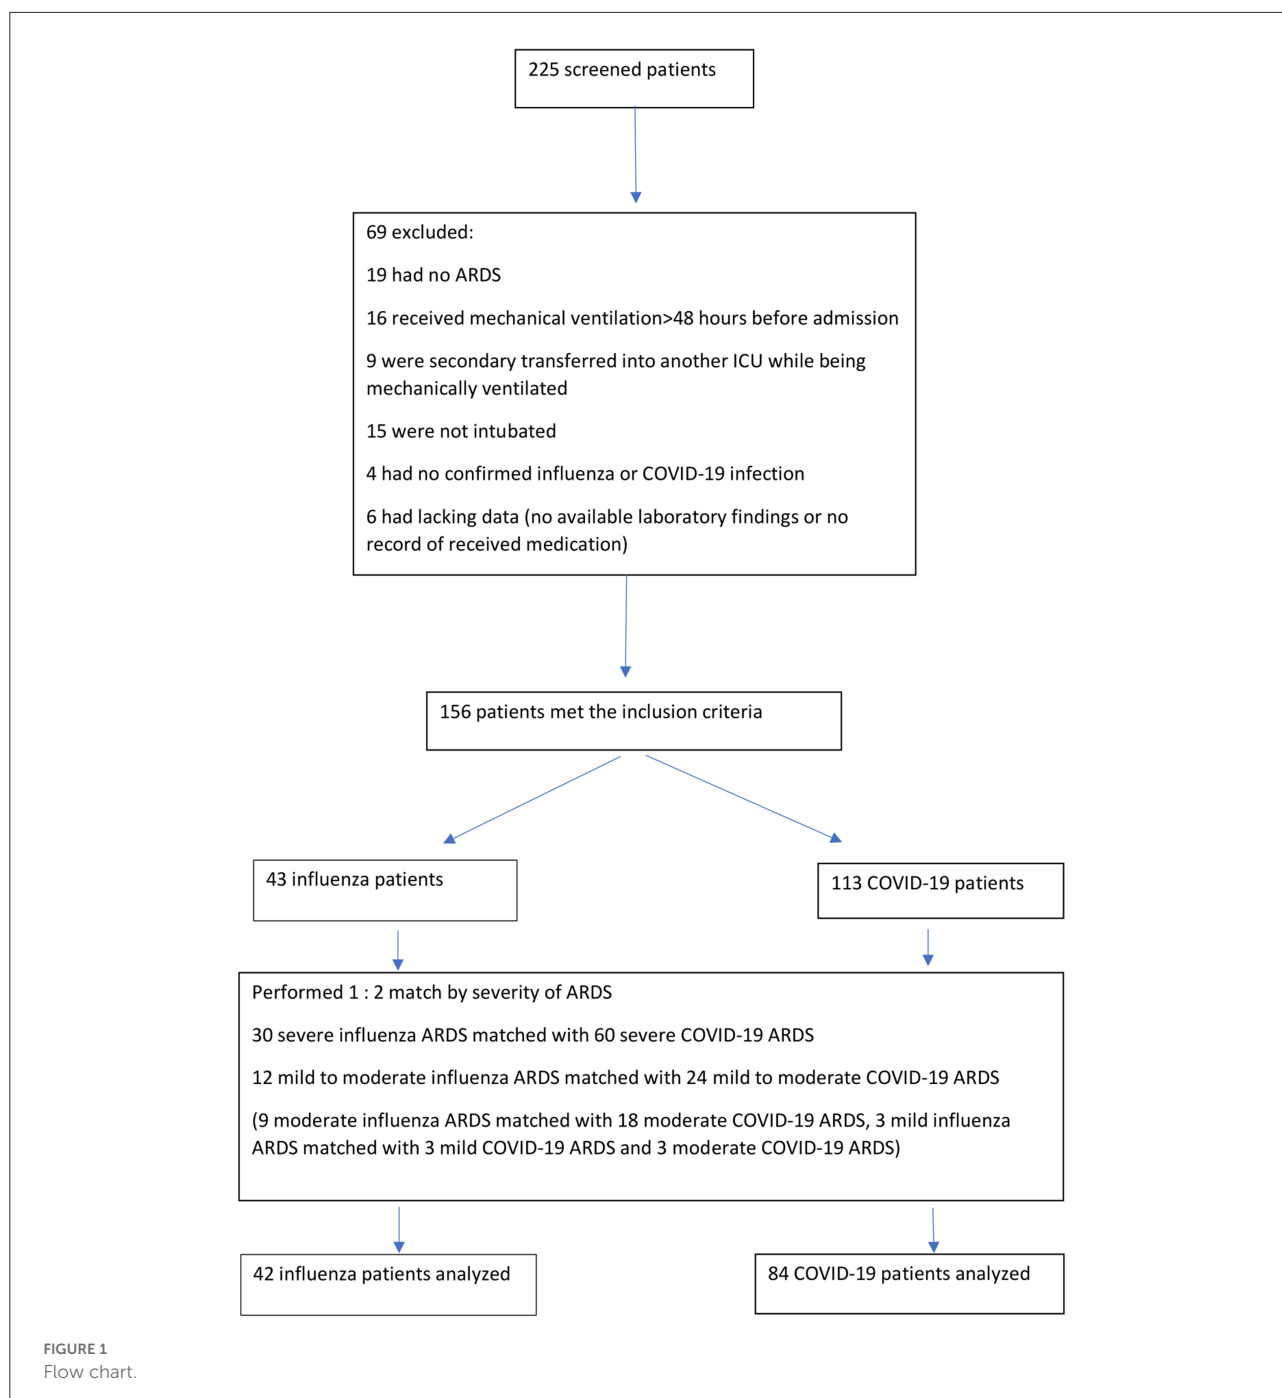 225 screened patients
69 excluded:
19 had no ARDS
16 received mechanical ventilation>48 hours before admission
9 were secondary transferred into another ICU while being
mechanically ventilated
15 were not intubated
4 had no confirmed influenza or COVID-19 infection
6 had lacking data (no available laboratory findings or no
record of received medication)
156 patients met the inclusion criteria
43 influenza patients
113 COVID-19 patients
Performed 1 : 2 match by severity of ARDS
30 severe influenza ARDS matched with 60 severe COVID-19 ARDS
12 mild to moderate influenza ARDS matched with 24 mild to moderate COVID-19 ARDS
(9 moderate influenza ARDS matched with 18 moderate COVID-19 ARDS, 3 mild influenza
ARDS matched with 3 mild COVID-19 ARDS and 3 moderate COVID-19 ARDS)
42 influenza patients analyzed
84 COVID-19 patients analyzed
FIGURE 1
Flow chart.